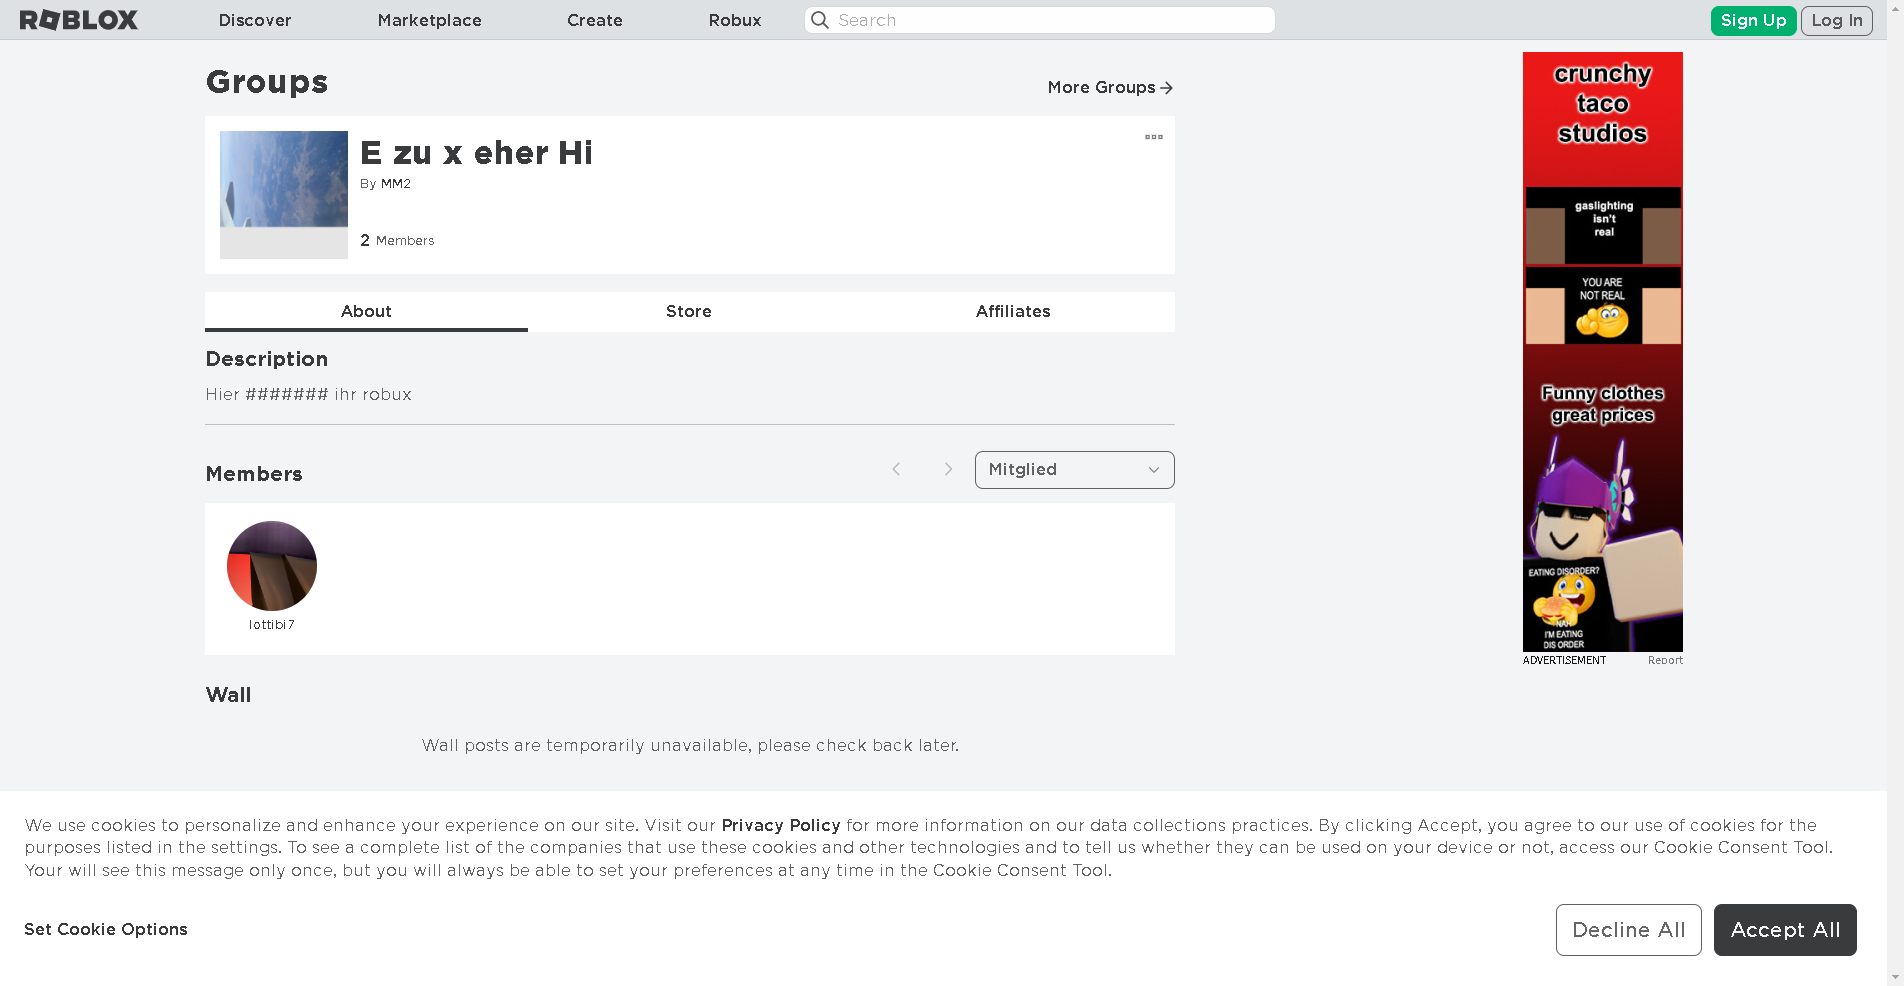 ROBLOX
Discover
Marketplace
Create
Robux
Search
Sign Up
Log In
Groups
More Groups
E zu x eher Hi
By MM2
2 Members
About
Store
Affiliates
Description
Hier ####### ihr robux
Members
Mitglied
lottibi7
Wall
Wall posts are temporarily unavailable, please check back later.
crunchy
taco
studios
gaslighting
isn't
real
YOU ARE
NOT REAL
Funny clothes
great prices
EATING DISORDER?
NAH
I'M EATING
DIS ORDER
ADVERTISEMENT
Report
We use cookies to personalize and enhance your experience on our site. Visit our Privacy Policy for more information on our data collections practices. By clicking Accept, you agree to our use of cookies for the
purposes listed in the settings. To see a complete list of the companies that use these cookies and other technologies and to tell us whether they can be used on your device or not, access our Cookie Consent Tool.
Your will see this message only once, but you will always be able to set your preferences at any time in the Cookie Consent Tool.
Set Cookie Options
Decline All
Accept All